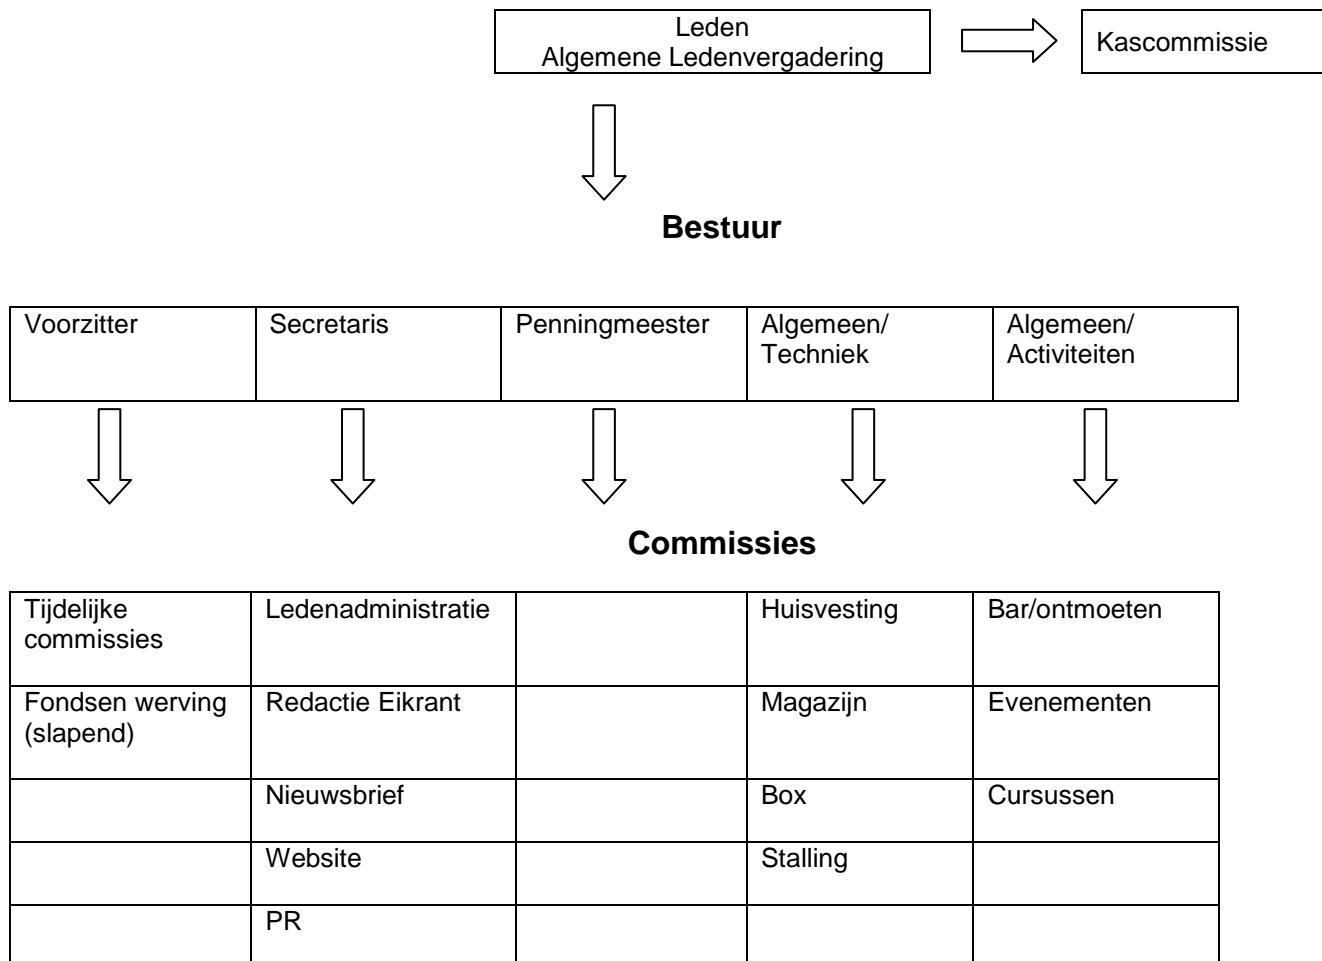 Leden
Algemene Ledenvergadering
Kascommissie
Bestuur
Voorzitter
Secretaris
Penningmeester
Algemeen/
Techniek
Algemeen/
Activiteiten
Commissies
Tijdelijke
commissies
Ledenadministratie
Huisvesting
Bar/ontmoeten
Fondsen werving
(slapend)
Redactie Eikrant
Magazijn
Evenementen
Nieuwsbrief
Box
Cursussen
Website
Stalling
PR